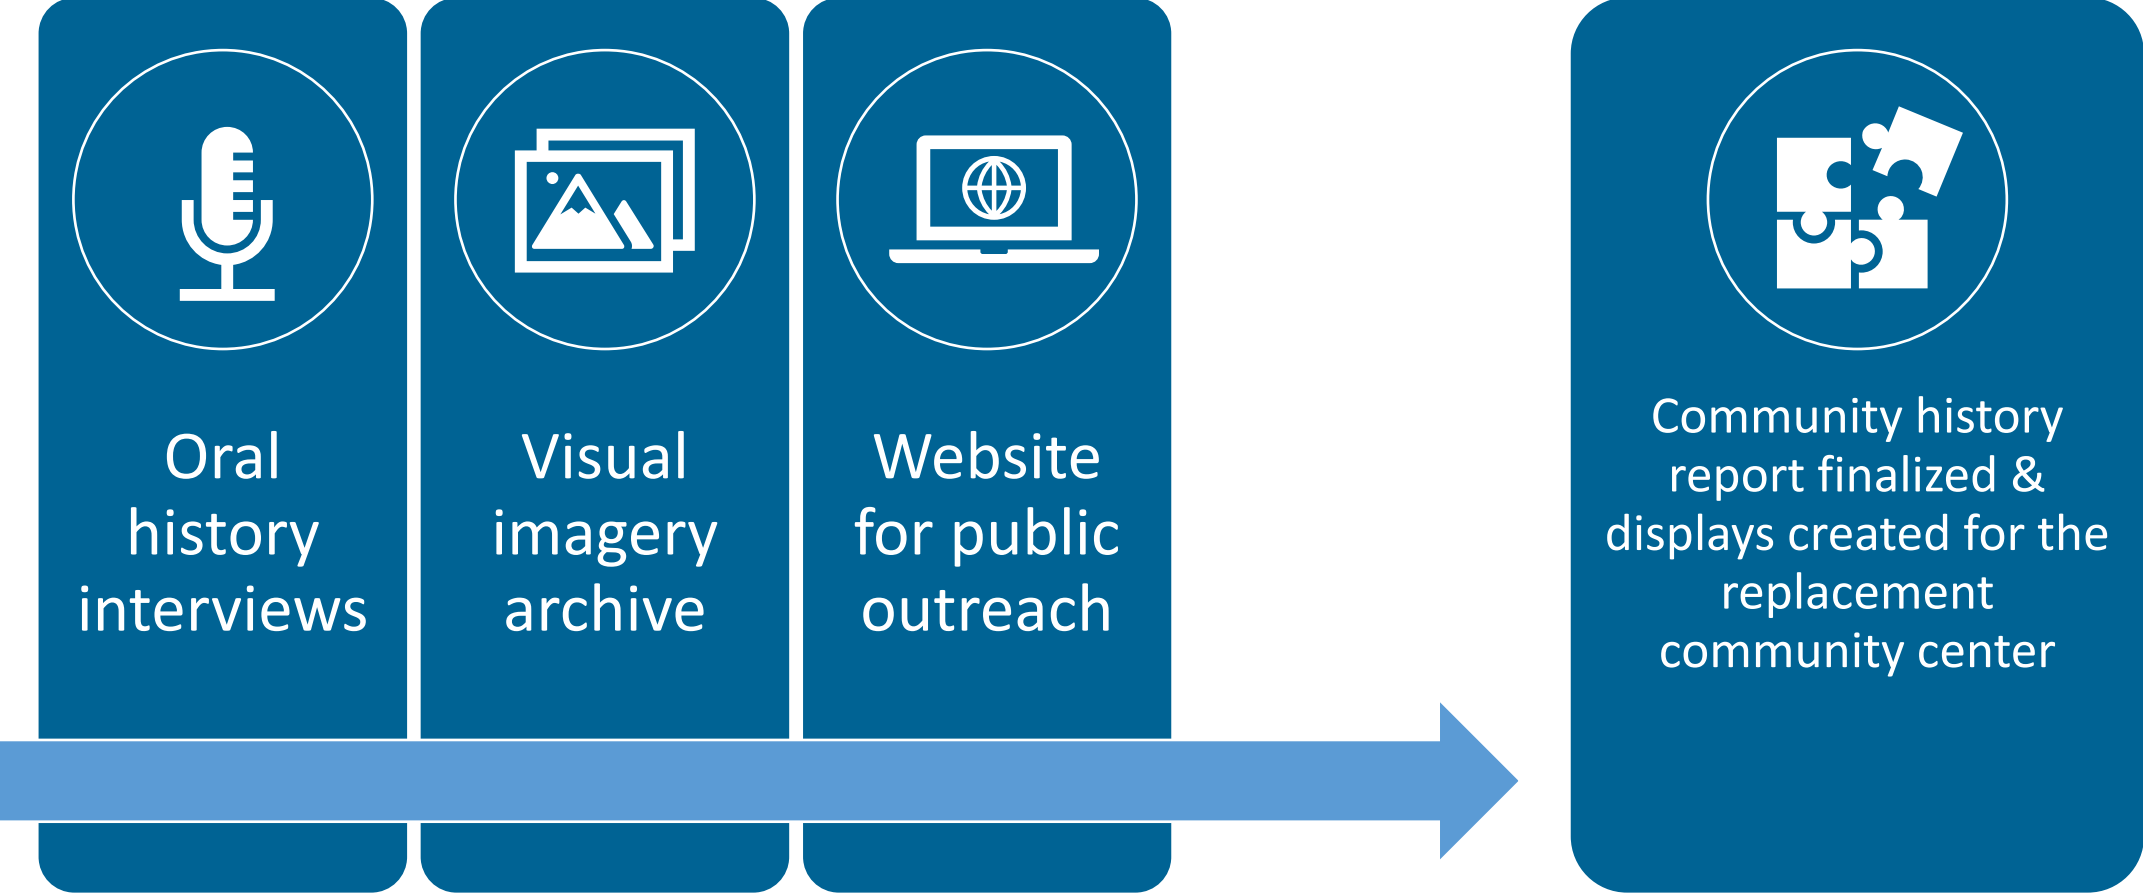 Oral
history
interviews
Visual
imagery
archive
Website
for public
outreach
Community history
report finalized &
displays created for the
replacement
community center